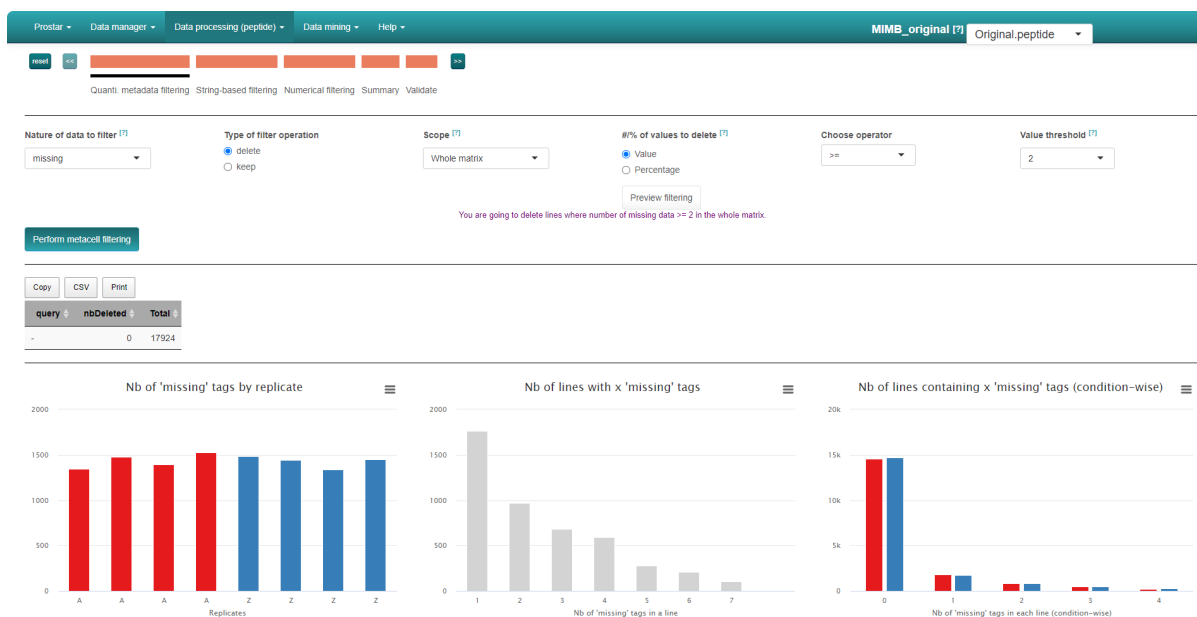 Prostar Data manager Data processing (peptide) Data mining Help MIMB_original [?] Original.peptide
reset << >>
Quanti. metadata filtering String-based filtering Numerical filtering Summary Validate
Nature of data to filter [?] Type of filter operation Scope [?] #/% of values to delete [?] Choose operator Value threshold [?]
missing delete Whole matrix Value >= 2
keep Percentage
Preview filtering
You are going to delete lines where number of missing data >= 2 in the whole matrix.
Perform metacell filtering
Copy CSV Print
query nbDeleted Total
- 0 17924
Nb of 'missing' tags by replicate
2000
1500
1000
500
0
A A A A Z Z Z Z
Replicates
Nb of lines with x 'missing' tags
2000
1500
1000
500
0
1 2 3 4 5 6 7
Nb of 'missing' tags in a line
Nb of lines containing x 'missing' tags (condition-wise)
20k
15k
10k
5k
0
0 1 2 3 4
Nb of 'missing' tags in each line (condition-wise)